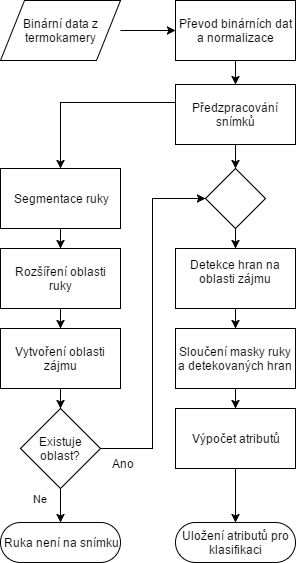 Binární data z
termokamery
Převod binárních dat
a normalizace
Předzpracování
snímků
Segmentace ruky
Rozšíření oblasti
ruky
Vytvoření oblasti
zájmu
Existuje
oblast?
Ano
Ne
Ruka není na snímku
Detekce hran na
oblasti zájmu
Sloučení masky ruky
a detekovaných hran
Výpočet atributů
Uložení atributů pro
klasifikaci